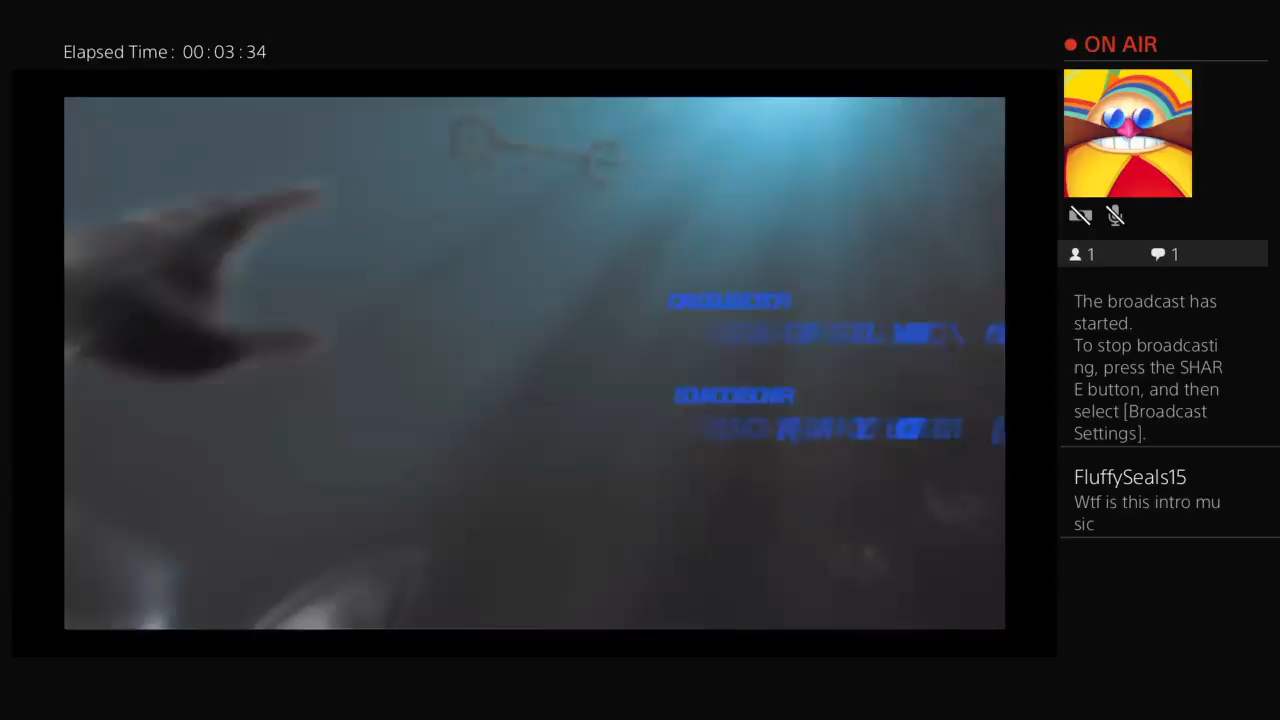 Elapsed Time: 00:03:34
ON AIR
1
1
The broadcast has
started.
To stop broadcasti
ng, press the SHAR
E button, and then
select [Broadcast
Settings].
FluffySeals15
Wtf is this intro mu
sic